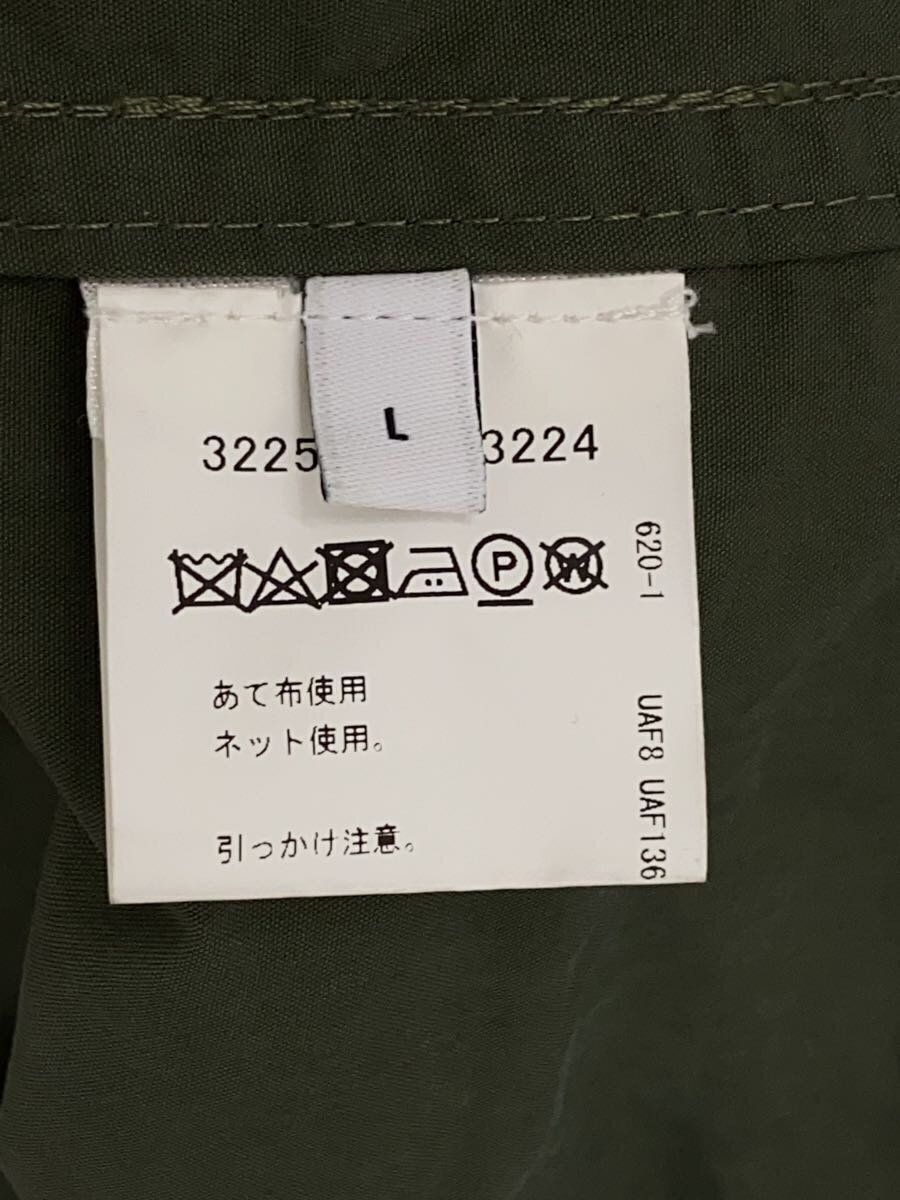 L
3225 3224
P
W
あて布使用
ネット使用。
引っかけ注意。
620-1 UAF8 UAF136